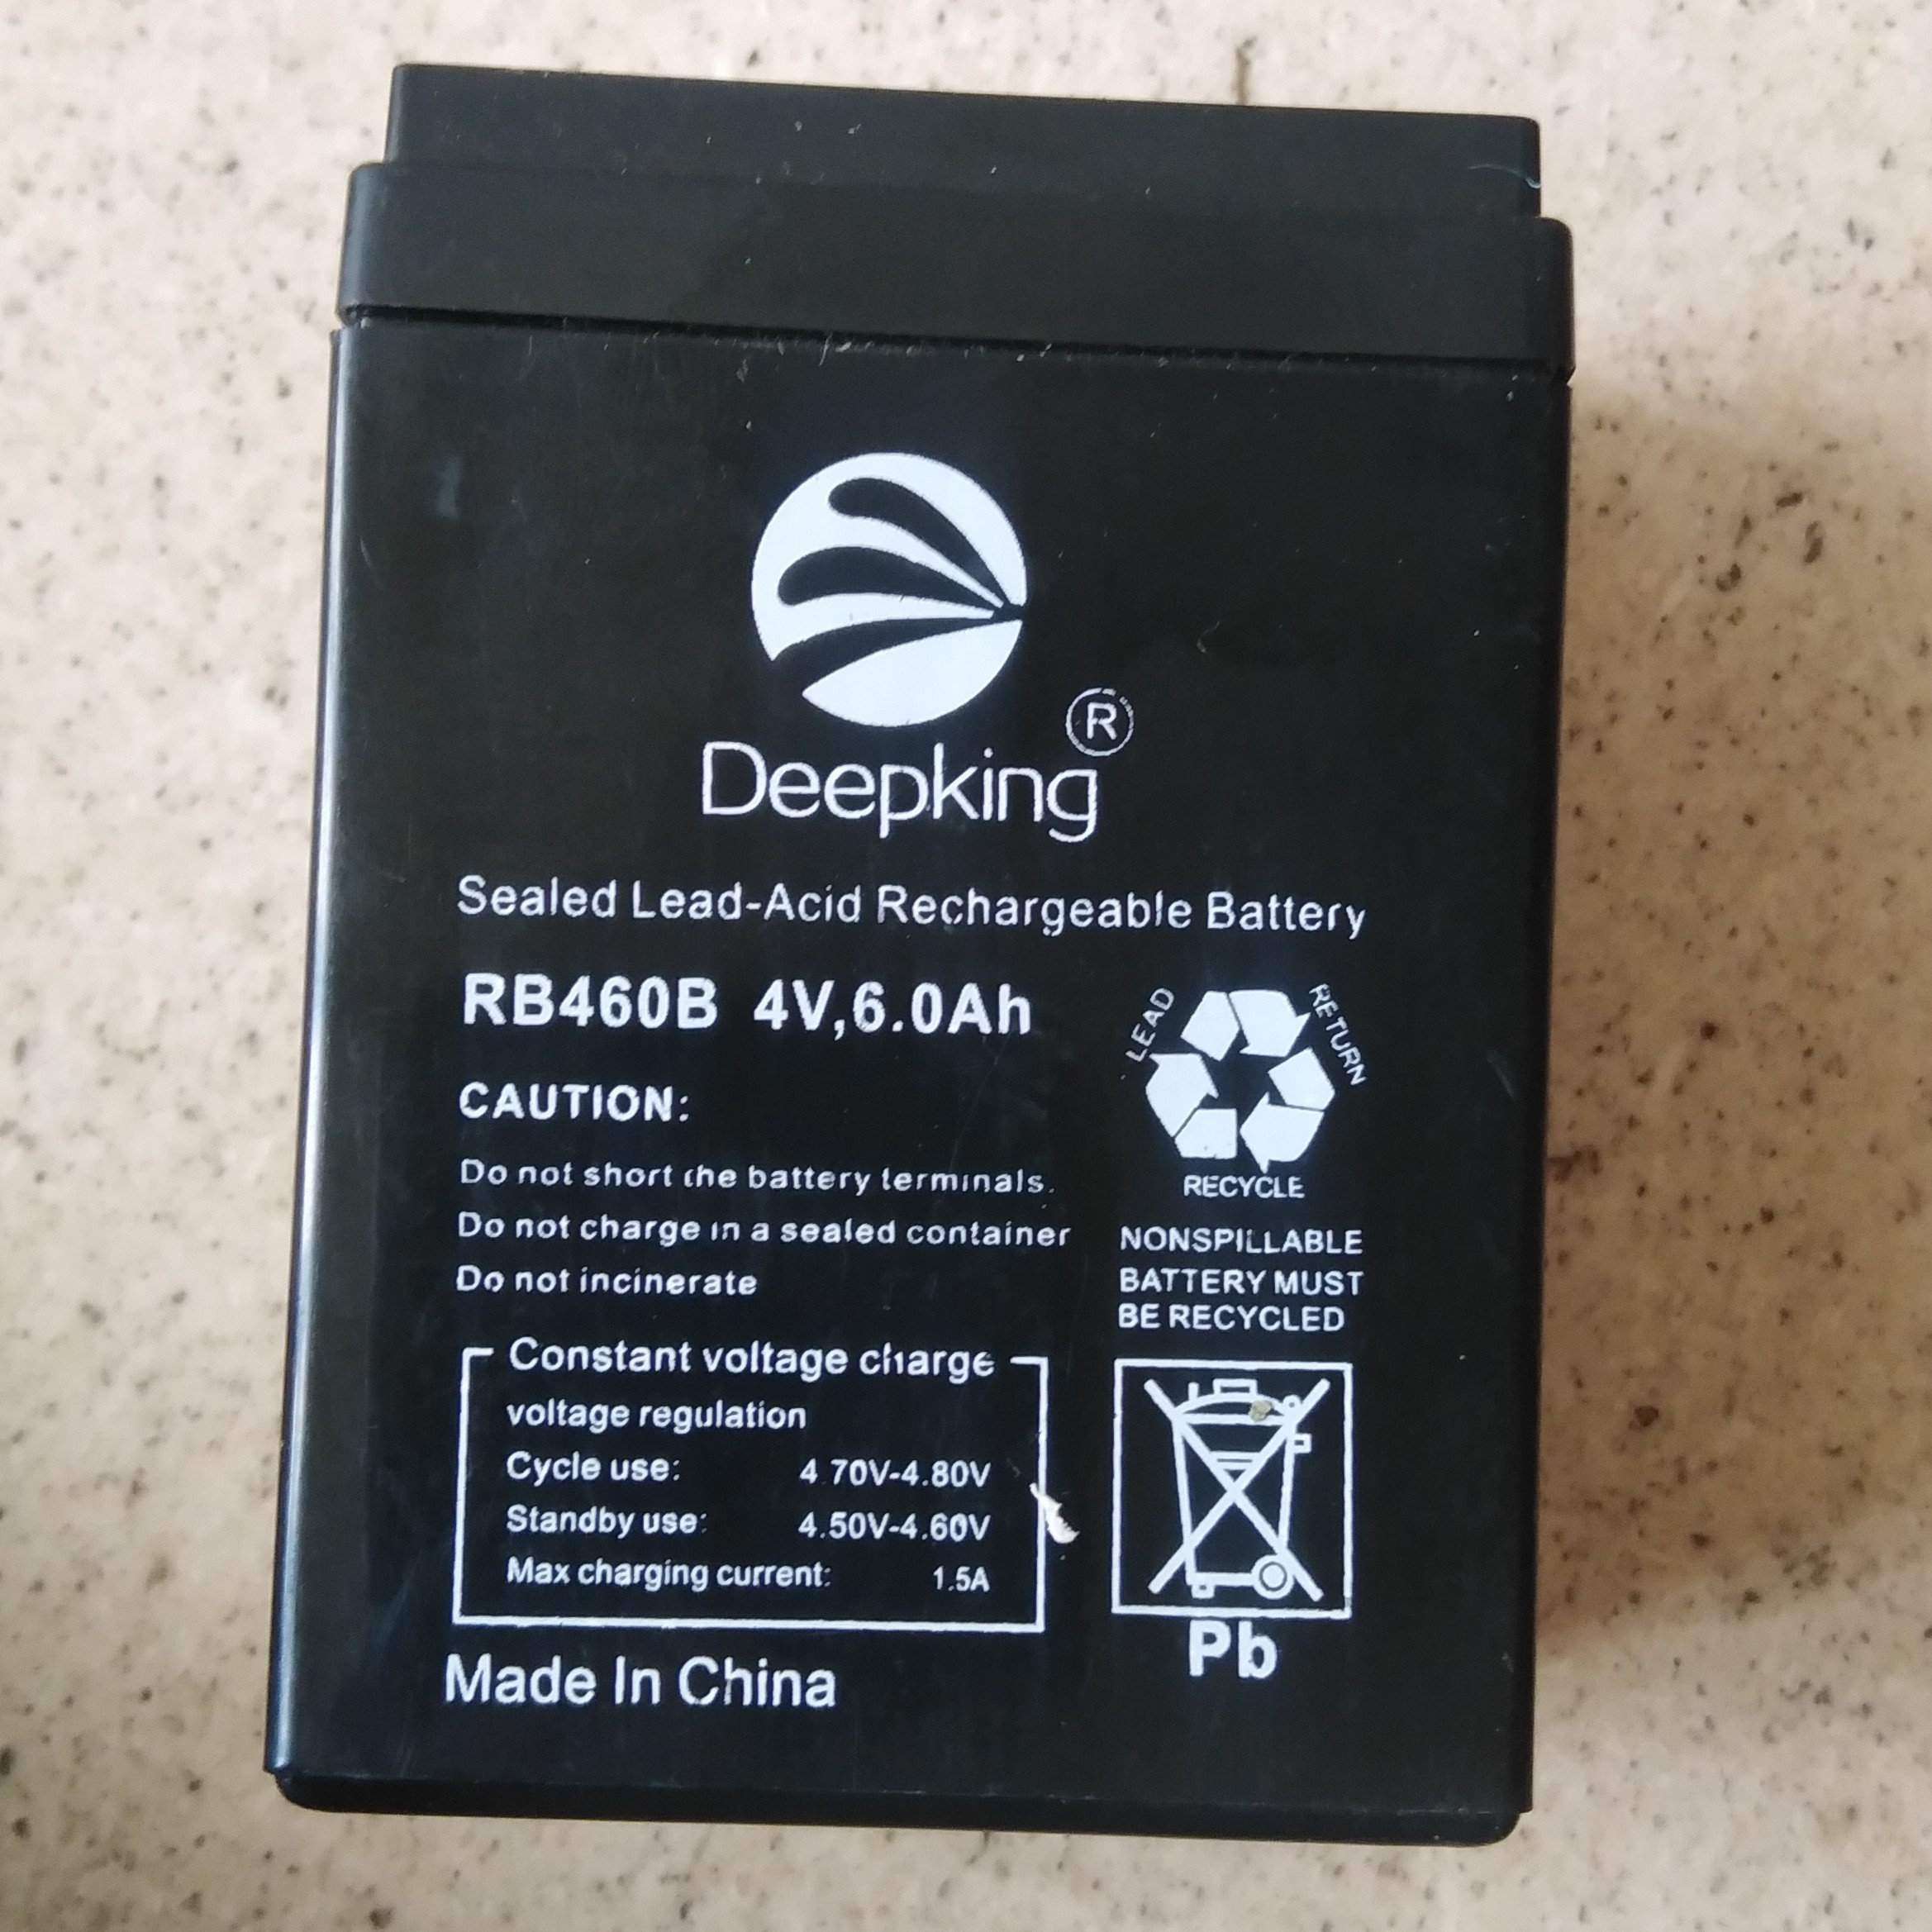 ®
Deepking
Sealed Lead-Acid Rechargeable Battery
RB460B 4V,6.0Ah
CAUTION:
Do not short the battery terminals.
Do not charge in a sealed container
Do not incinerate
Constant voltage charge
voltage regulation
Cycle use: 4.70V-4.80V
Standby use: 4.50V-4.60V
Max charging current: 1.5A
Made In China
LEAD
RETURN
RECYCLE
NONSPILLABLE
BATTERY MUST
BE RECYCLED
Pb